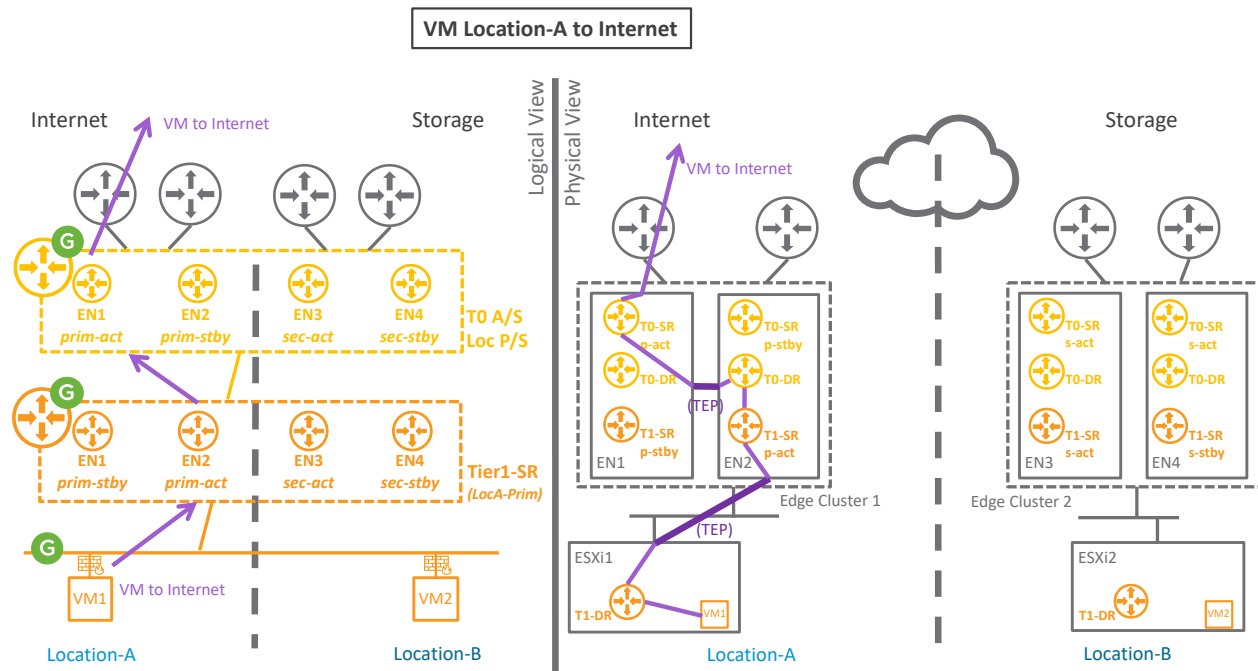 VM Location-A to Internet
Internet
VM to Internet
Storage
Logical View
Physical View
Internet
VM to Internet
Storage
G
EN1
prim-act
EN2
prim-stby
EN3
sec-act
EN4
sec-stby
T0 A/S
Loc P/S
G
EN1
prim-stby
EN2
prim-act
EN3
sec-act
EN4
sec-stby
Tier1-SR
(LocA-Prim)
G
VM1
VM to Internet
VM2
Location-A
Location-B
T0-SR
p-act
T0-DR
T1-SR
p-stby
EN1
(TEP)
T0-SR
p-stby
T0-DR
T1-SR
p-act
EN2
Edge Cluster 1
(TEP)
ESXi1
T1-DR
VM1
Location-A
T0-SR
s-act
T0-DR
T1-SR
s-act
EN3
T0-SR
s-act
T0-DR
T1-SR
s-stby
EN4
Edge Cluster 2
ESXi2
T1-DR
VM2
Location-B